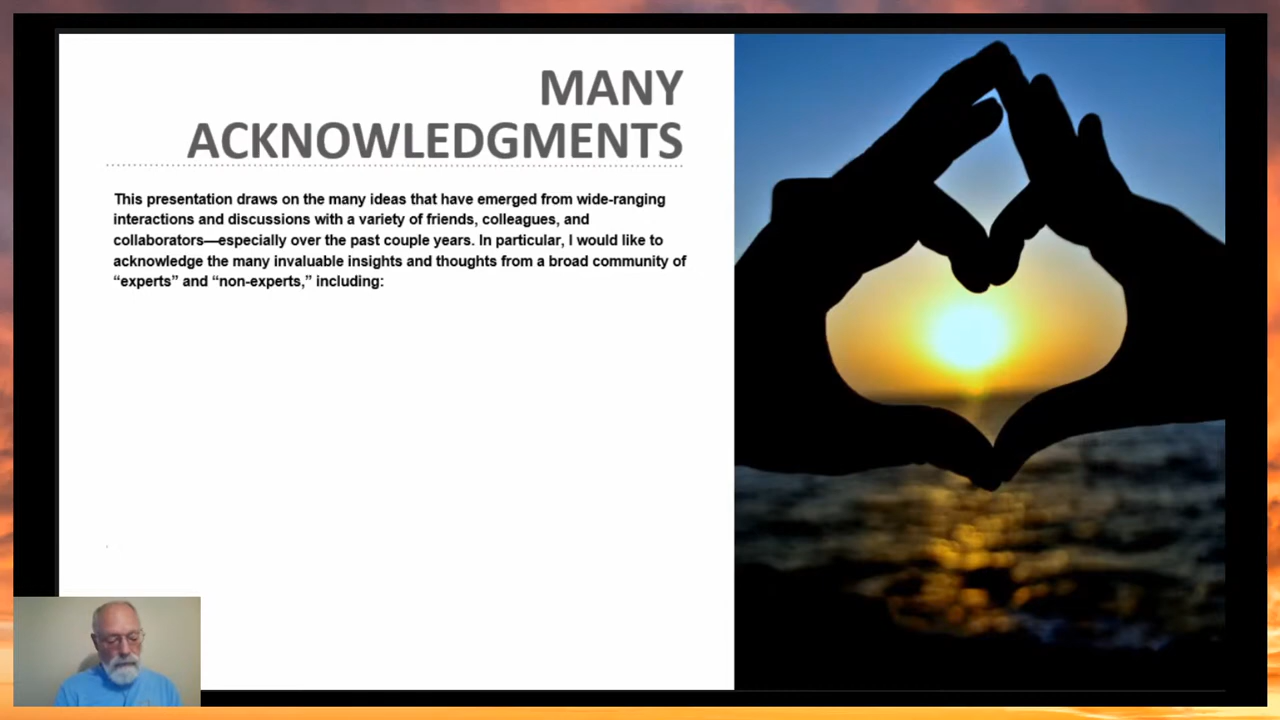 MANY
ACKNOWLEDGMENTS
This presentation draws on the many ideas that have emerged from wide-ranging
interactions and discussions with a variety of friends, colleagues, and
collaborators—especially over the past couple years. In particular, I would like to
acknowledge the many invaluable insights and thoughts from a broad community of
“experts” and “non-experts,” including: